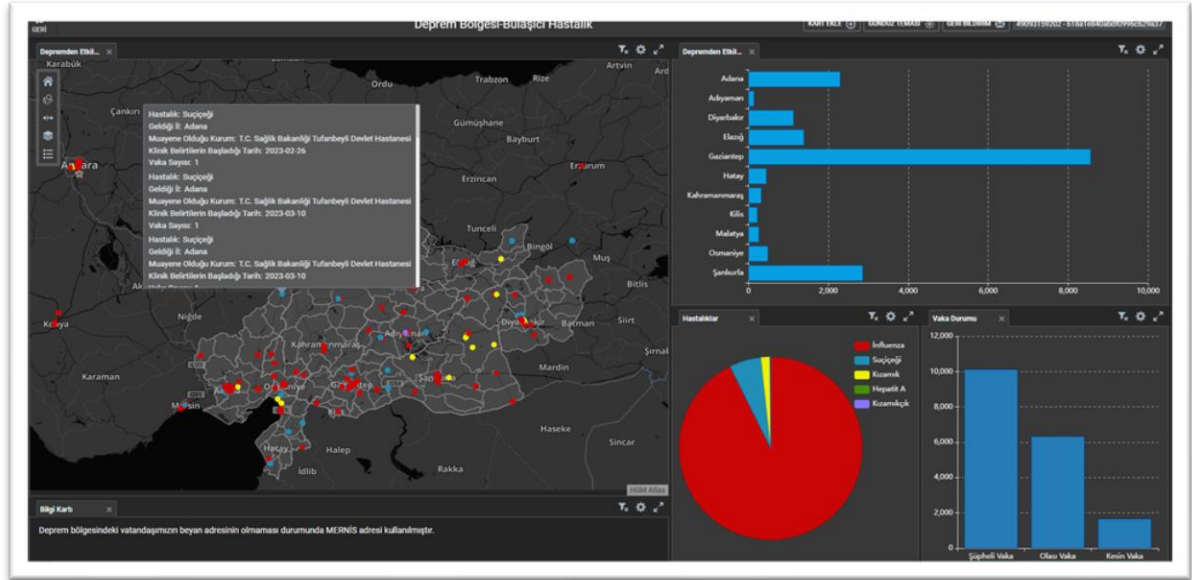 GERİ
Deprem Bölgesi-Bulaşıcı Hastalık
KART EKLE
GÜNDÜZ TEMASI
GERİ BİLDİRİM
Depremden Etkil...
Karabük
Ordu
Trabzon
Rize
Artvin
Ard
Çankırı
Gümüşhane
Bayburt
Ankara
Erzurum
Erzincan
Hastalık: Suçiçeği
Geldiği İl: Adana
Muayene Olduğu Kurum: T.C. Sağlık Bakanlığı Tufanbeyli Devlet Hastanesi
Klinik Belirtilerin Başladığı Tarih: 2023-02-26
Vaka Sayısı: 1
Hastalık: Suçiçeği
Geldiği İl: Adana
Muayene Olduğu Kurum: T.C. Sağlık Bakanlığı Tufanbeyli Devlet Hastanesi
Klinik Belirtilerin Başladığı Tarih: 2023-03-10
Vaka Sayısı: 1
Hastalık: Suçiçeği
Geldiği İl: Adana
Muayene Olduğu Kurum: T.C. Sağlık Bakanlığı Tufanbeyli Devlet Hastanesi
Klinik Belirtilerin Başladığı Tarih: 2023-03-10
Tunceli
Bingöl
Muş
Elazığ
Bitlis
Niğde
Konya
Adıyaman
Diyarbakır
Batman
Siirt
Kahramanmaraş
Şırnak
Mardin
Karaman
Adana
Osmaniye
Gaziantep
Şanlıurfa
Mersin
Kilis
Haseke
Hatay
Halep
Sincar
İdlib
Rakka
HGM Atlas
Bilgi Kartı
Deprem bölgesindeki vatandaşımızın beyan adresinin olmaması durumunda MERNİS adresi kullanılmıştır.
Depremden Etkil...
Adana
Adıyaman
Diyarbakır
Elazığ
Gaziantep
Hatay
Kahramanmaraş
Kilis
Malatya
Osmaniye
Şanlıurfa
0 2,000 4,000 6,000 8,000 10,000
Hastalıklar
İnfluenza
Suçiçeği
Kızamık
Hepatit A
Kızamıkçık
Vaka Durumu
12,000
10,000
8,000
6,000
4,000
2,000
0
Şüpheli Vaka Olası Vaka Kesin Vaka